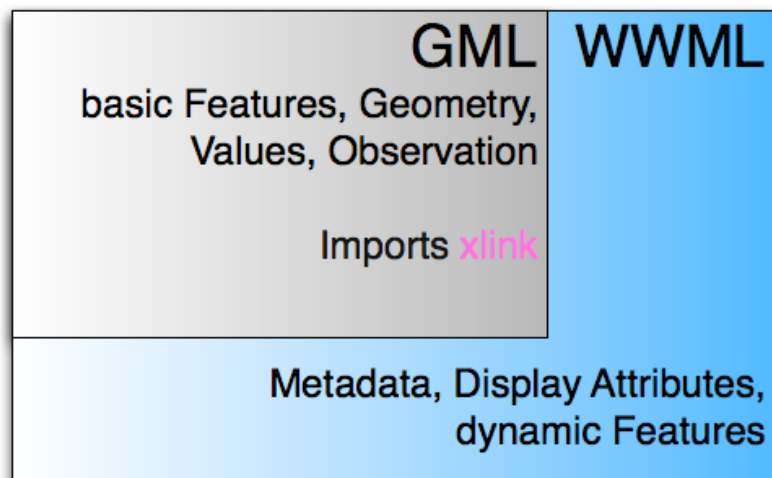 GML WWML
basic Features, Geometry,
Values, Observation
Imports xlink
Metadata, Display Attributes,
dynamic Features